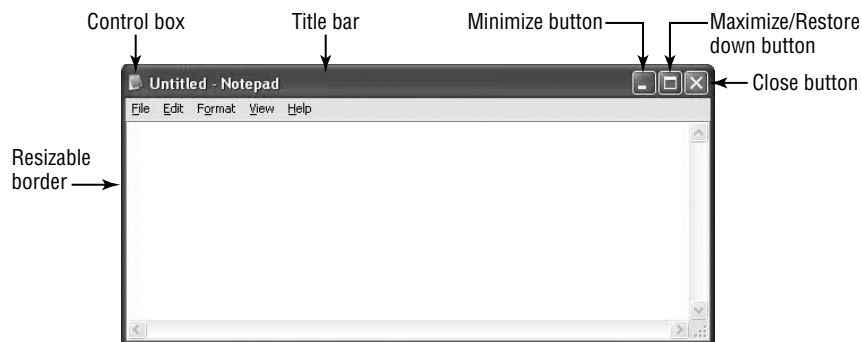 Control box Title bar Minimize button Maximize/Restore
down button
Untitled - Notepad
Close button
File Edit Format View Help
Resizable
border